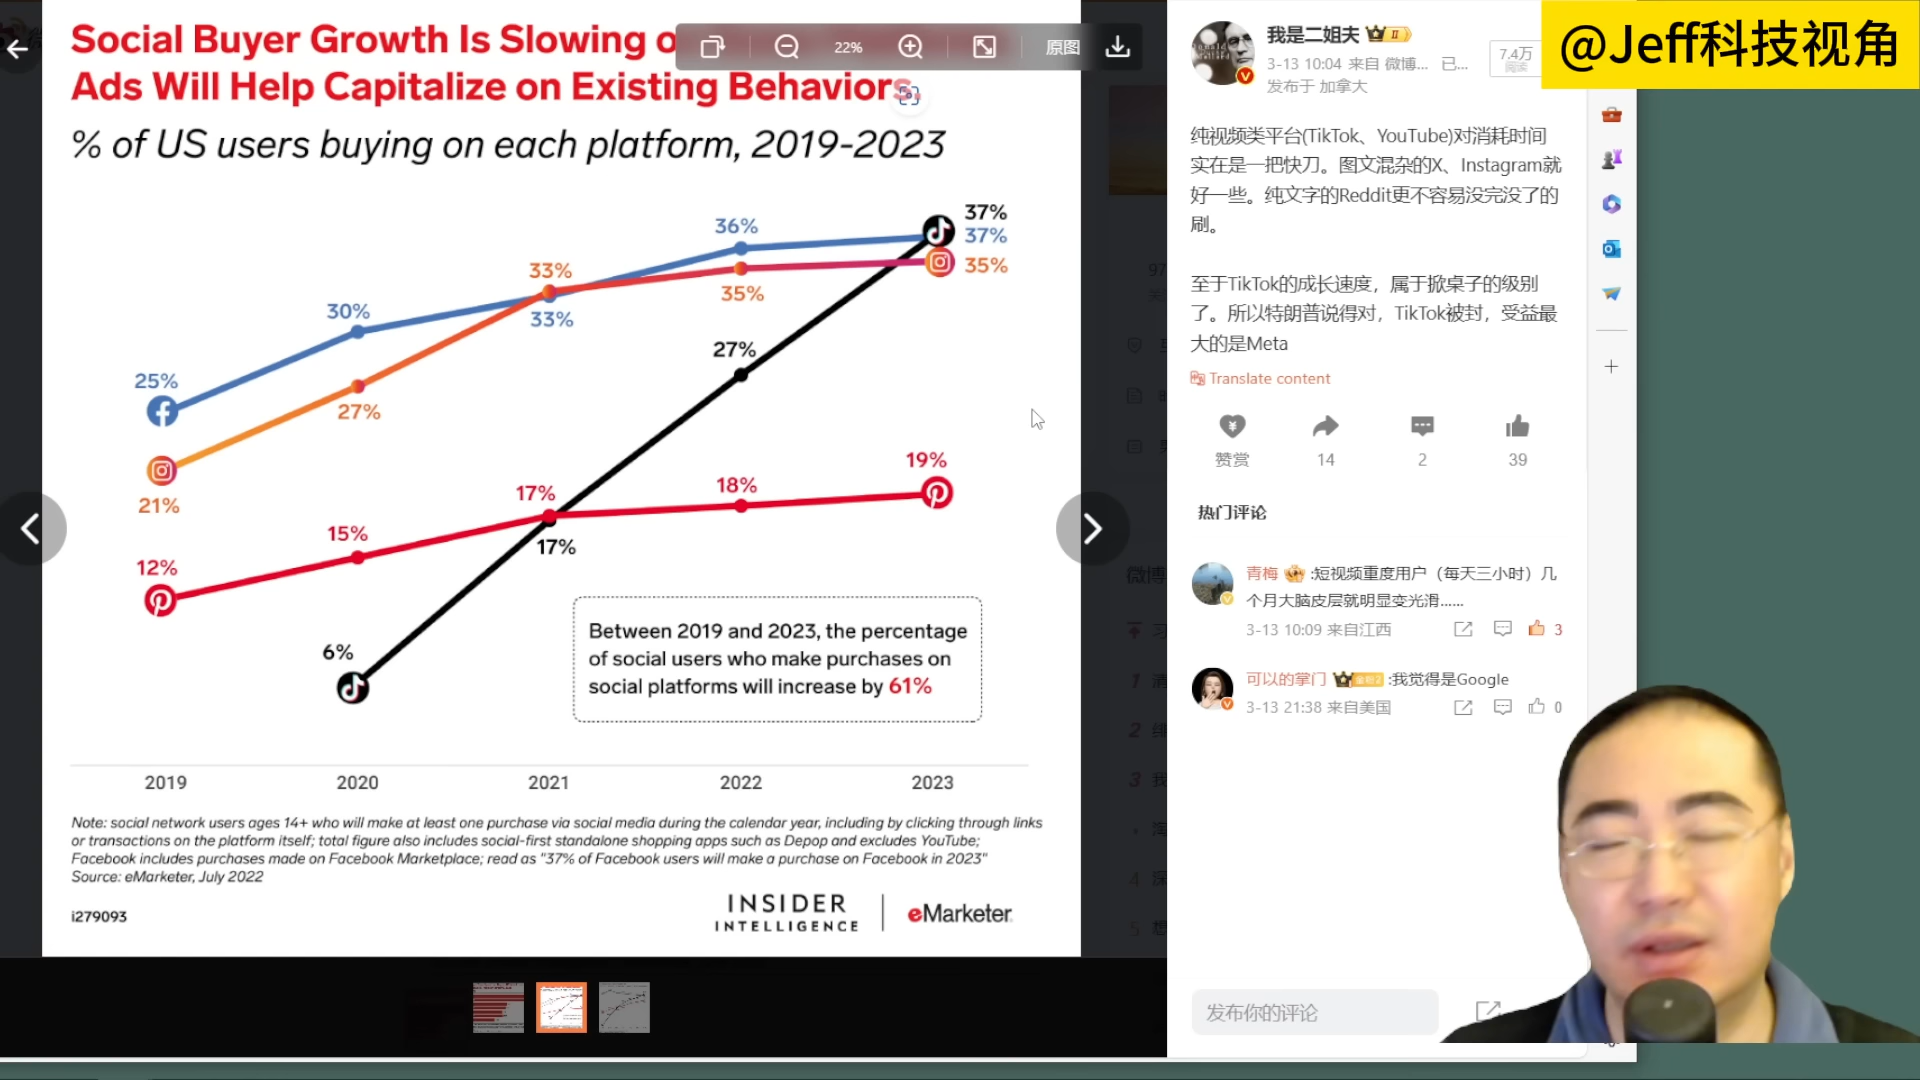 Social Buyer Growth Is Slowing
Ads Will Help Capitalize on Existing Behaviors.
% of US users buying on each platform, 2019-2023
22%
原图
37%
37%
35%
36%
35%
33%
33%
30%
27%
27%
25%
21%
19%
18%
17%
17%
15%
12%
6%
Between 2019 and 2023, the percentage
of social users who make purchases on
social platforms will increase by 61%
2019 2020 2021 2022 2023
Note: social network users ages 14+ who will make at least one purchase via social media during the calendar year, including by clicking through links
or transactions on the platform itself; total figure also includes social-first standalone shopping apps such as Depop and excludes YouTube;
Facebook includes purchases made on Facebook Marketplace; read as "37% of Facebook users will make a purchase on Facebook in 2023"
Source: eMarketer, July 2022
i279093
INSIDER
INTELLIGENCE
eMarketer
@Jeff科技视角
我是二姐夫
II
3-13 10:04 来自 微博... 已...
发布于 加拿大
7.4万
阅读
纯视频类平台(TikTok、YouTube)对消耗时间
实在是一把快刀。图文混杂的X、Instagram就
好一些。纯文字的Reddit更不容易没完没了的
刷。
至于TikTok的成长速度，属于掀桌子的级别
了。所以特朗普说得对，TikTok被封，受益最
大的是Meta
Translate content
赞赏 14 2 39
热门评论
青梅 :短视频重度用户（每天三小时）几
个月大脑皮层就明显变光滑......
3-13 10:09 来自江西 3
可以的掌门 :我觉得是Google
3-13 21:38 来自美国 0
发布你的评论